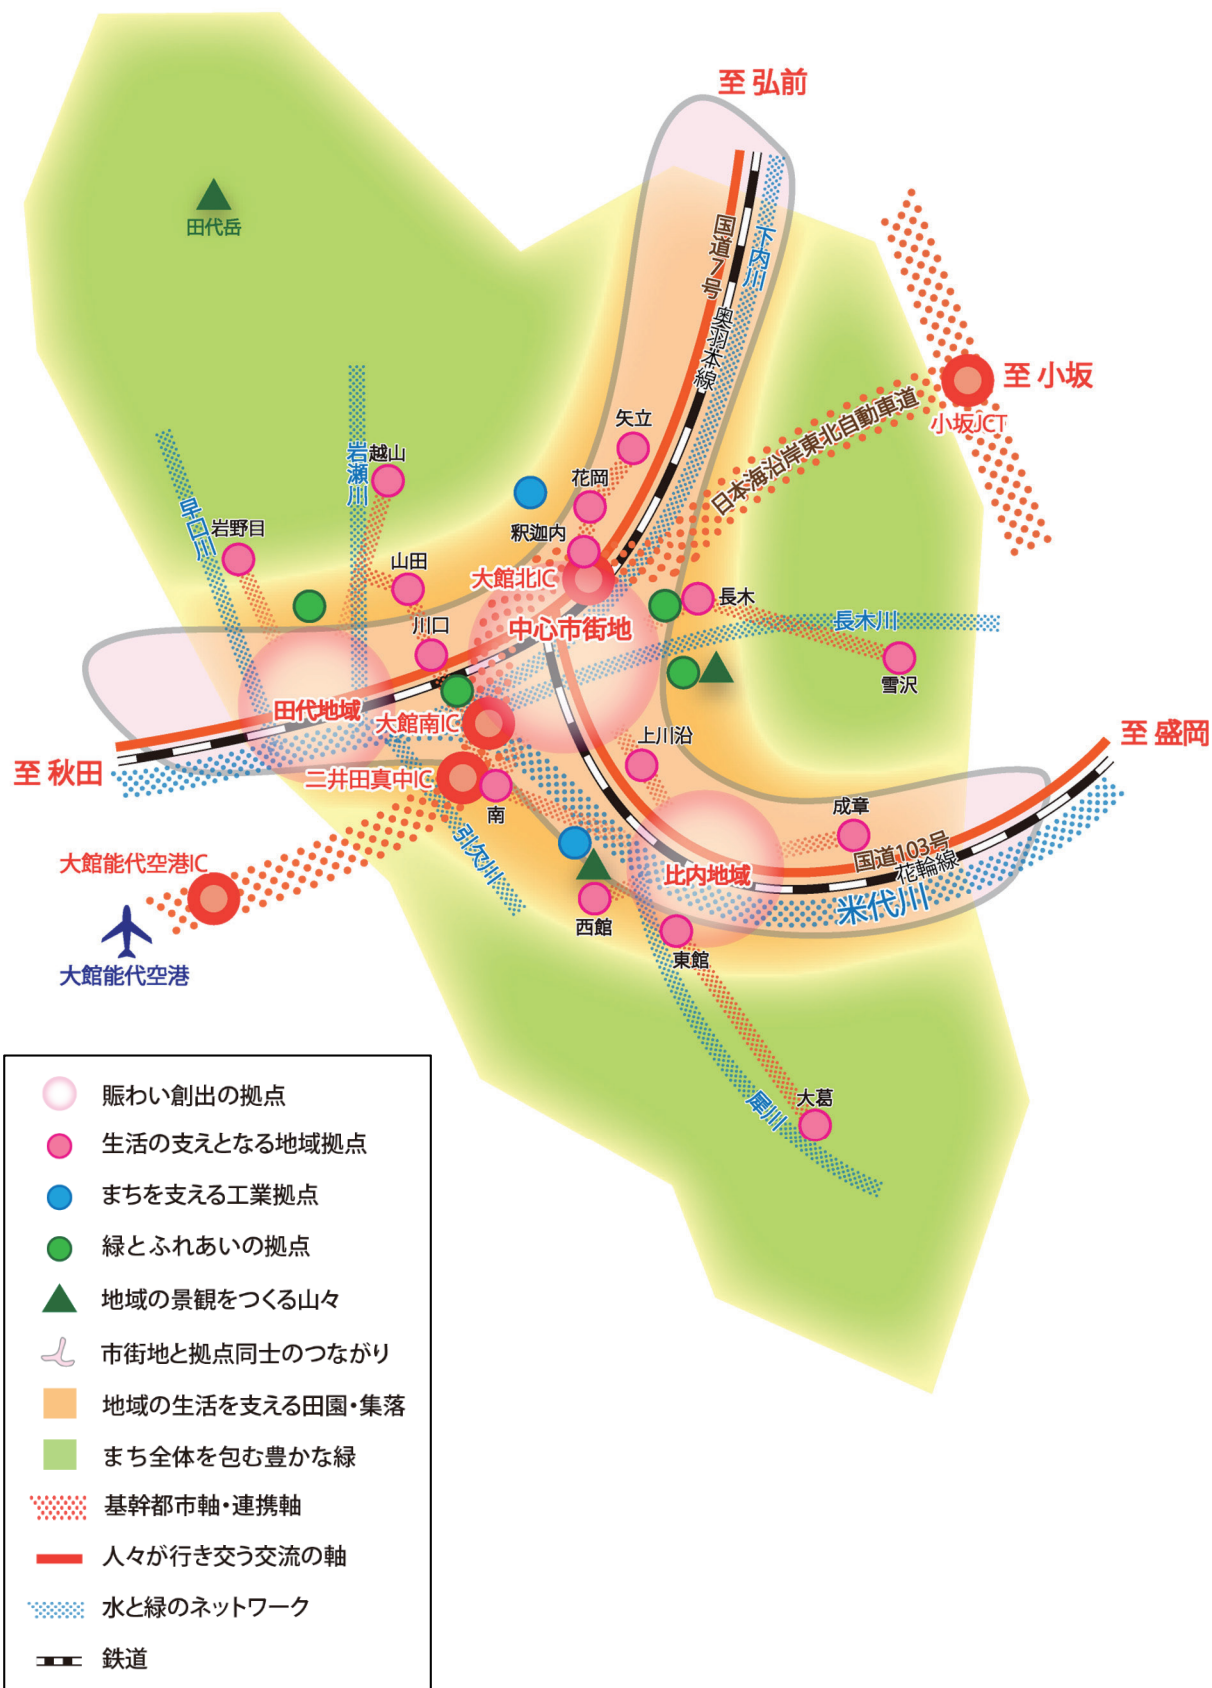 至 弘前
田代岳
国道7号
下内川
奥羽本線
至 小坂
小坂JCT
日本海沿岸東北自動車道
矢立
花岡
釈迦内
大館北IC
岩瀬川
越山
早口川
岩野目
山田
川口
中心市街地
長木
長木川
雪沢
田代地域
大館南IC
上川沿
至 盛岡
至 秋田
二井田真中IC
南
成章
国道103号
花輪線
引欠川
比内地域
米代川
大館能代空港IC
西館
東館
大館能代空港
大葛
犀川
賑わい創出の拠点
生活の支えとなる地域拠点
まちを支える工業拠点
緑とふれあいの拠点
地域の景観をつくる山々
市街地と拠点同士のつながり
地域の生活を支える田園・集落
まち全体を包む豊かな緑
基幹都市軸・連携軸
人々が行き交う交流の軸
水と緑のネットワーク
鉄道